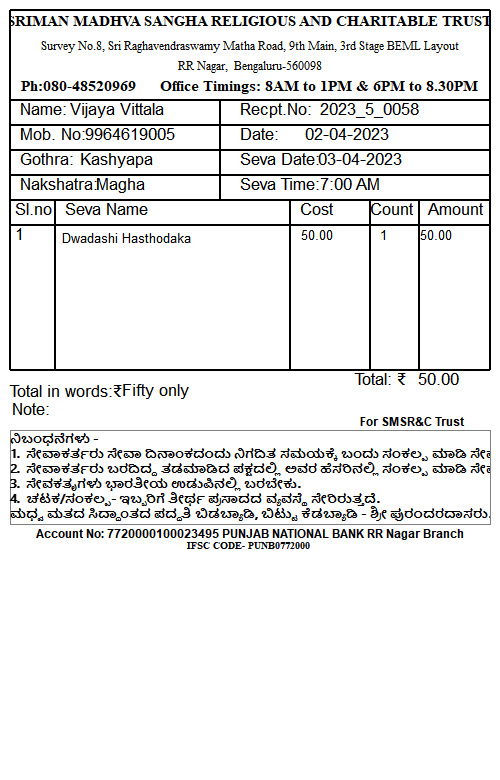 SRIMAN MADHVA SANGHA RELIGIOUS AND CHARITABLE TRUST
Survey No.8, Sri Raghavendraswamy Matha Road, 9th Main, 3rd Stage BEML Layout
RR Nagar, Bengaluru-560098
Ph:080-48520969 Office Timings: 8AM to 1PM & 6PM to 8.30PM
Name: Vijaya Vittala Recpt.No: 2023_5_0058
Mob. No:9964619005 Date: 02-04-2023
Gothra: Kashyapa Seva Date:03-04-2023
Nakshatra:Magha Seva Time:7:00 AM
Sl.no Seva Name Cost Count Amount
1 Dwadashi Hasthodaka 50.00 1 50.00
Total: ₹ 50.00
Total in words:₹Fifty only
Note:
For SMSR&C Trust
ನಿಬಂಧನೆಗಳು -
1. ಸೇವಾಕರ್ತರು ಸೇವಾ ದಿನಾಂಕದಂದು ನಿಗದಿತ ಸಮಯಕ್ಕೆ ಬಂದು ಸಂಕಲ್ಪ ಮಾಡಿ
2. ಸೇವಾಕರ್ತರು ಬರದಿದ್ದ ತಡಮಾಡಿದ ಪಕ್ಷದಲ್ಲಿ ಅವರ ಹೆಸರಿನಲ್ಲಿ ಸಂಕಲ್ಪ ಮಾಡಿ
3. ಸೇವಕತೃಗಳು ಭಾರತೀಯ ಉಡುಪಿನಲ್ಲಿ ಬರಬೇಕು.
4. ಚಟಕ/ಸಂಕಲ್ಪ- ಇಬ್ಬರಿಗೆ ತೀರ್ಥ ಪ್ರಸಾದದ ವ್ಯವಸ್ಥೆ ಸೇರಿರುತ್ತದೆ.
ಮಧ್ವ ಮತದ ಸಿದ್ಧಾಂತದ ಪದ್ಧತಿ ಬಿಡಬ್ಯಾಡಿ, ಬಿಟ್ಟು ಕೆಡಬ್ಯಾಡಿ - ಶ್ರೀ ಪುರಂದರದಾಸರು.
Account No: 7720000100023495 PUNJAB NATIONAL BANK RR Nagar Branch
IFSC CODE- PUNB0772000